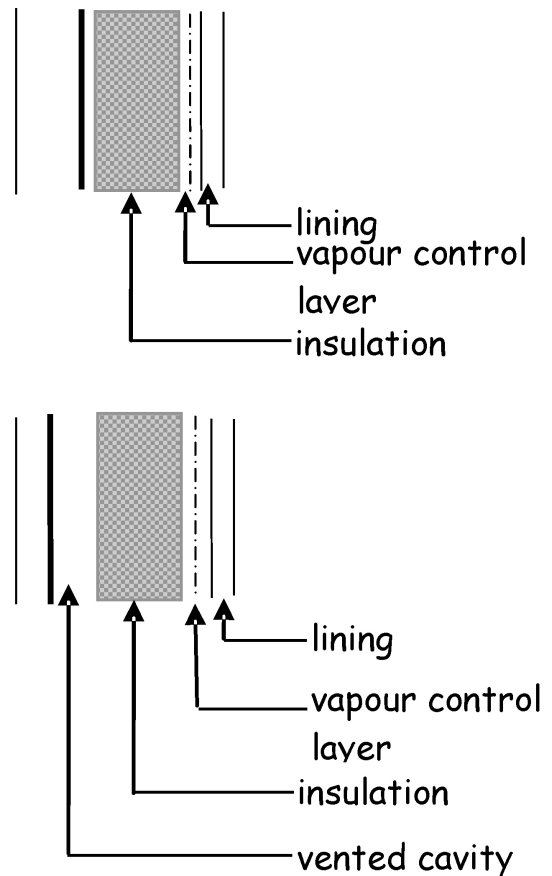 lining
vapour control
layer
insulation
lining
vapour control
layer
insulation
vented cavity